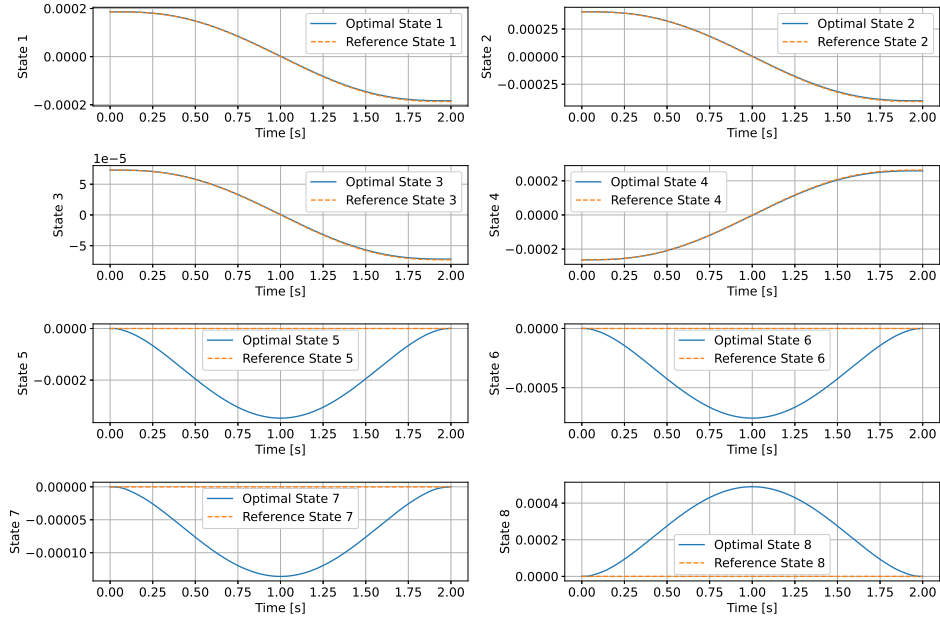 0.0002
0.0000
−0.0002
State 1
Optimal State 1
Reference State 1
0.00 0.25 0.50 0.75 1.00 1.25 1.50 1.75 2.00
Time [s]
0.00025
0.00000
−0.00025
State 2
Optimal State 2
Reference State 2
0.00 0.25 0.50 0.75 1.00 1.25 1.50 1.75 2.00
Time [s]
1e−5
5
0
−5
State 3
Optimal State 3
Reference State 3
0.00 0.25 0.50 0.75 1.00 1.25 1.50 1.75 2.00
Time [s]
0.0002
0.0000
−0.0002
State 4
Optimal State 4
Reference State 4
0.00 0.25 0.50 0.75 1.00 1.25 1.50 1.75 2.00
Time [s]
0.0000
−0.0002
State 5
Optimal State 5
Reference State 5
0.00 0.25 0.50 0.75 1.00 1.25 1.50 1.75 2.00
Time [s]
0.0000
−0.0005
State 6
Optimal State 6
Reference State 6
0.00 0.25 0.50 0.75 1.00 1.25 1.50 1.75 2.00
Time [s]
0.00000
−0.00005
−0.00010
State 7
Optimal State 7
Reference State 7
0.00 0.25 0.50 0.75 1.00 1.25 1.50 1.75 2.00
Time [s]
0.0004
0.0002
0.0000
State 8
Optimal State 8
Reference State 8
0.00 0.25 0.50 0.75 1.00 1.25 1.50 1.75 2.00
Time [s]